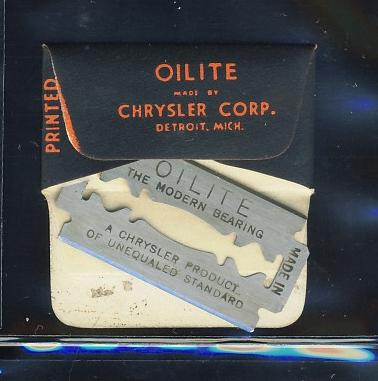 OILITE
MADE BY
CHRYSLER CORP.
DETROIT, MICH.
PRINTED
OILITE
THE MODERN BEARING
A CHRYSLER PRODUCT
OF UNEQUALED STANDARD
MADE IN